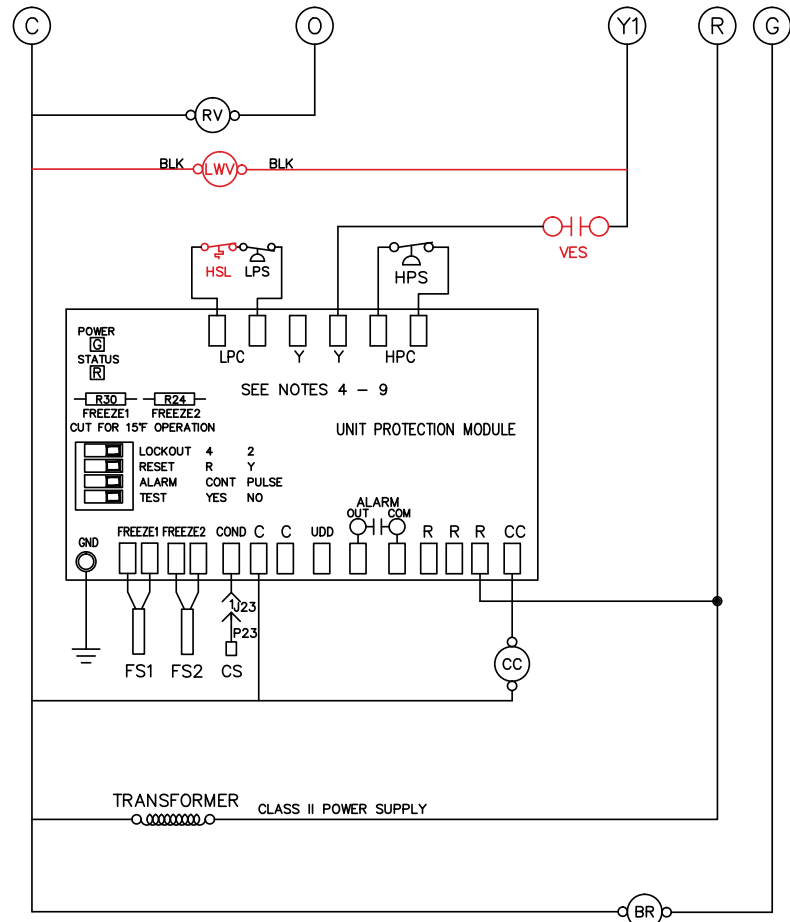 C O Y1 R G
RV
BLK LWV BLK
VES
HSL LPS
HPS
LPC Y Y HPC
POWER
G
STATUS
R
SEE NOTES 4 – 9
R30 R24
FREEZE1 FREEZE2
CUT FOR 15°F OPERATION
UNIT PROTECTION MODULE
LOCKOUT 4 2
RESET R Y
ALARM CONT PULSE
TEST YES NO
ALARM
OUT COM
GND FREEZE1 FREEZE2 COND C C UDD R R R CC
1 J23
P23
FS1 FS2 CS
CC
TRANSFORMER CLASS II POWER SUPPLY
BR